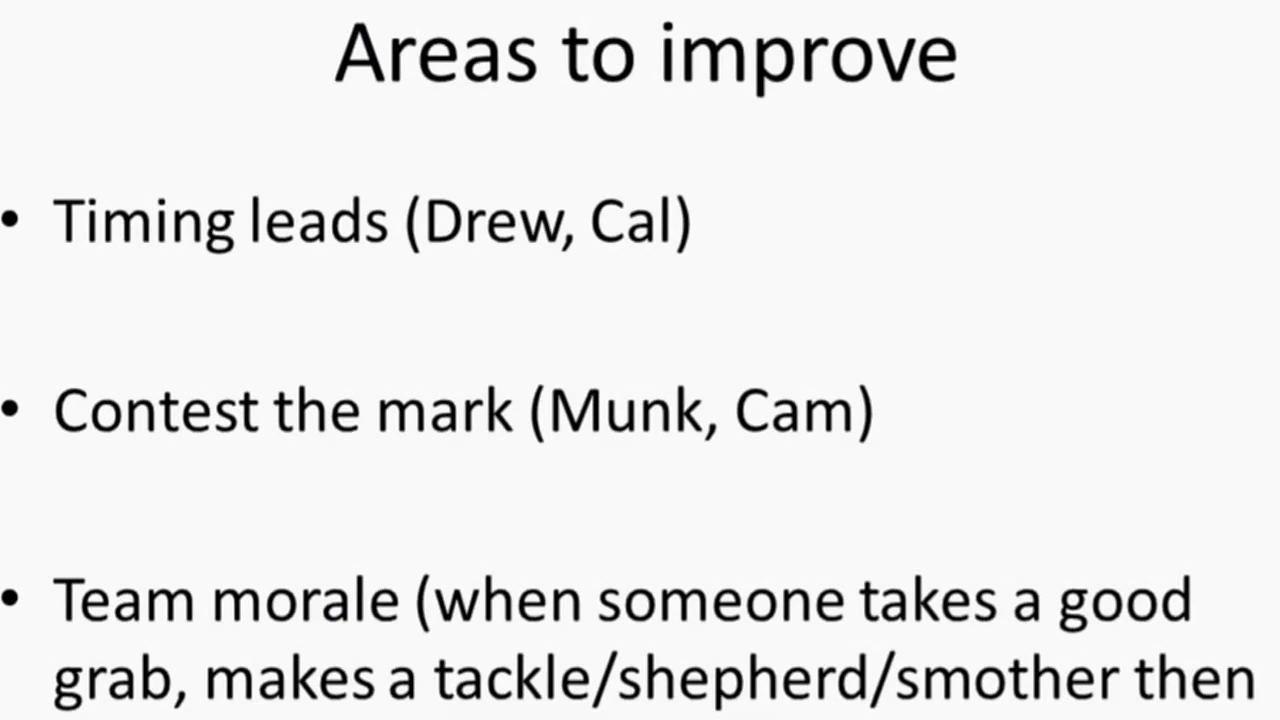 Areas to improve
• Timing leads (Drew, Cal)
• Contest the mark (Munk, Cam)
• Team morale (when someone takes a good
grab, makes a tackle/shepherd/smother then